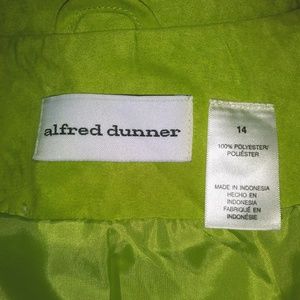 alfred dunner
14
100% POLYESTER/
POLIÉSTER
MADE IN INDONESIA
HECHO EN
INDONESIA
FABRIQUÉ EN
INDONÉSIE